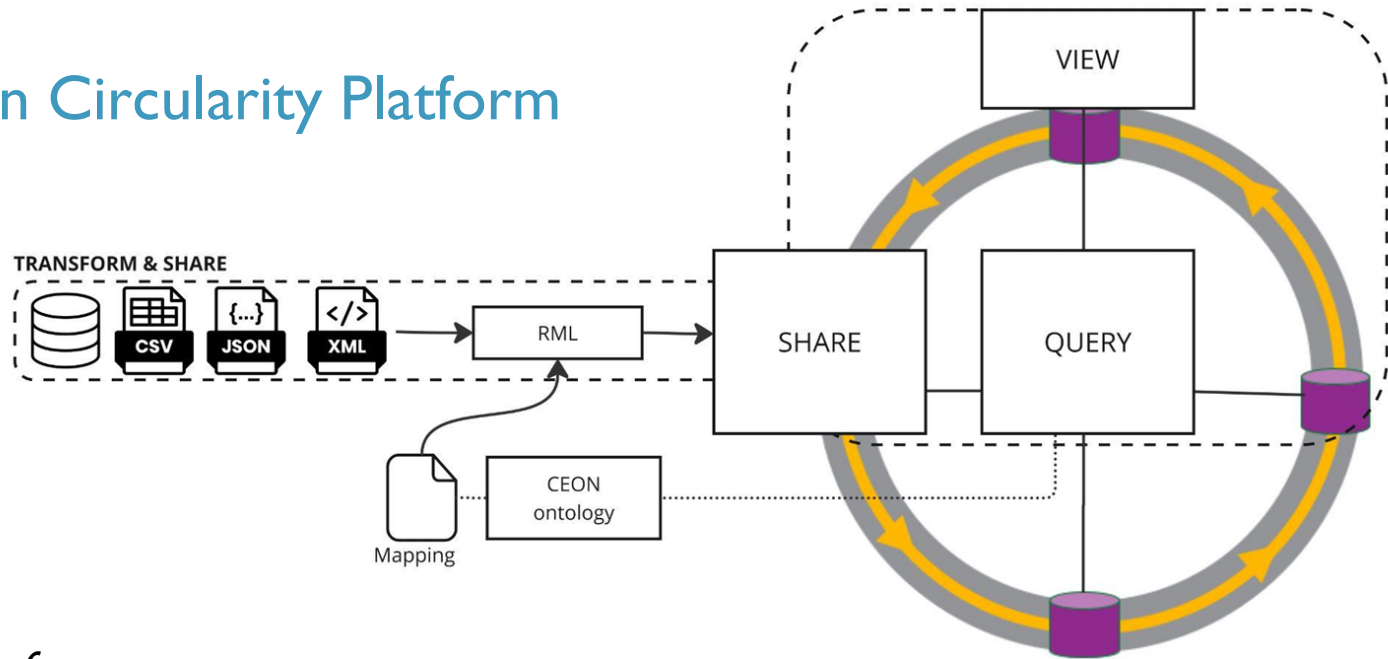 n Circularity Platform
VIEW
TRANSFORM & SHARE
{...}
</>
CSV
JSON
XML
RML
SHARE
QUERY
CEON
ontology
Mapping